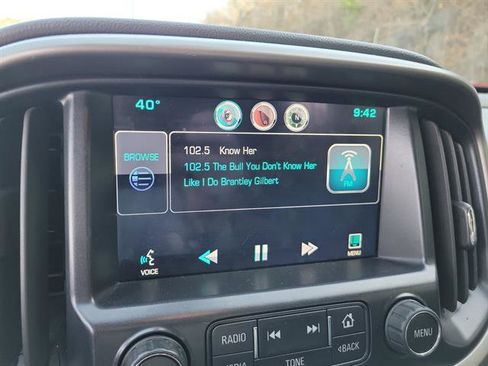 40°
9:42
N
BROWSE
102.5 Know Her
102.5 The Bull You Don't Know Her
Like I Do Brantley Gilbert
FM
VOICE
MENU
RADIO
MEDIA
TONE
<BACK
MENU